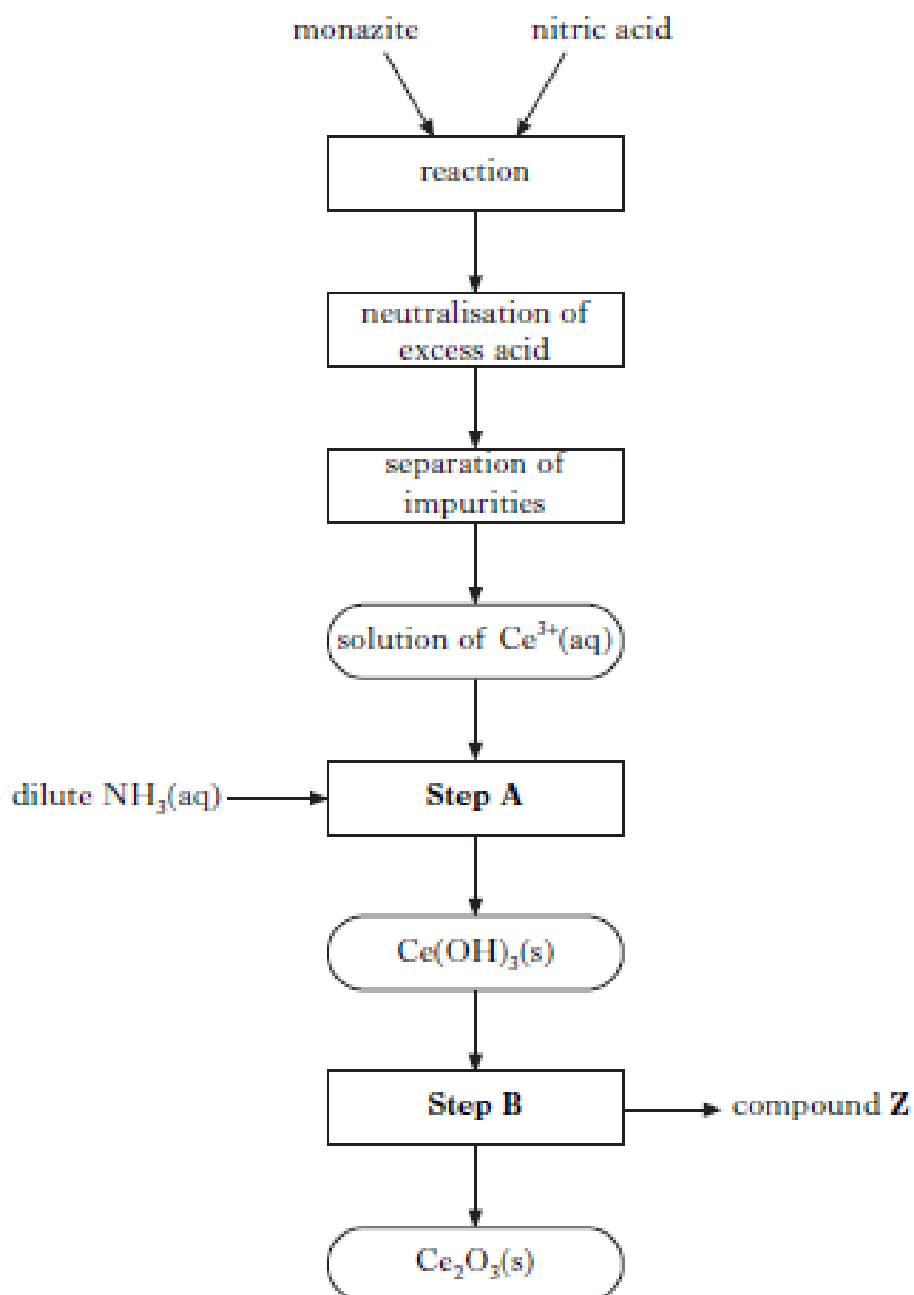 monazite nitric acid
reaction
neutralisation of
excess acid
separation of
impurities
solution of Ce³⁺(aq)
dilute NH₃(aq)
Step A
Ce(OH)₃(s)
Step B
compound Z
Ce₂O₃(s)